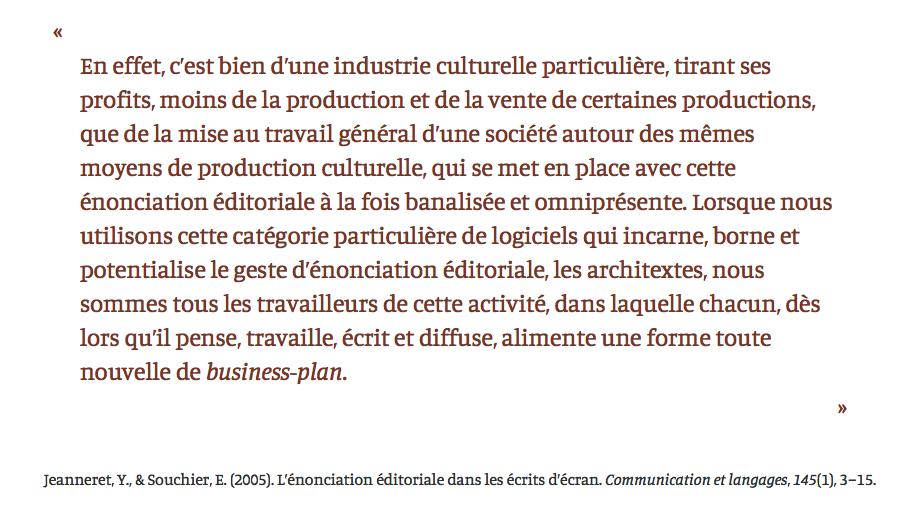 «
En effet, c’est bien d’une industrie culturelle particulière, tirant ses
profits, moins de la production et de la vente de certaines productions,
que de la mise au travail général d’une société autour des mêmes
moyens de production culturelle, qui se met en place avec cette
énonciation éditoriale à la fois banalisée et omniprésente. Lorsque nous
utilisons cette catégorie particulière de logiciels qui incarne, borne et
potentialise le geste d’énonciation éditoriale, les architextes, nous
sommes tous les travailleurs de cette activité, dans laquelle chacun, dès
lors qu’il pense, travaille, écrit et diffuse, alimente une forme toute
nouvelle de business-plan.
»
Jeanneret, Y., & Souchier, E. (2005). L’énonciation éditoriale dans les écrits d’écran. Communication et langages, 145(1), 3–15.